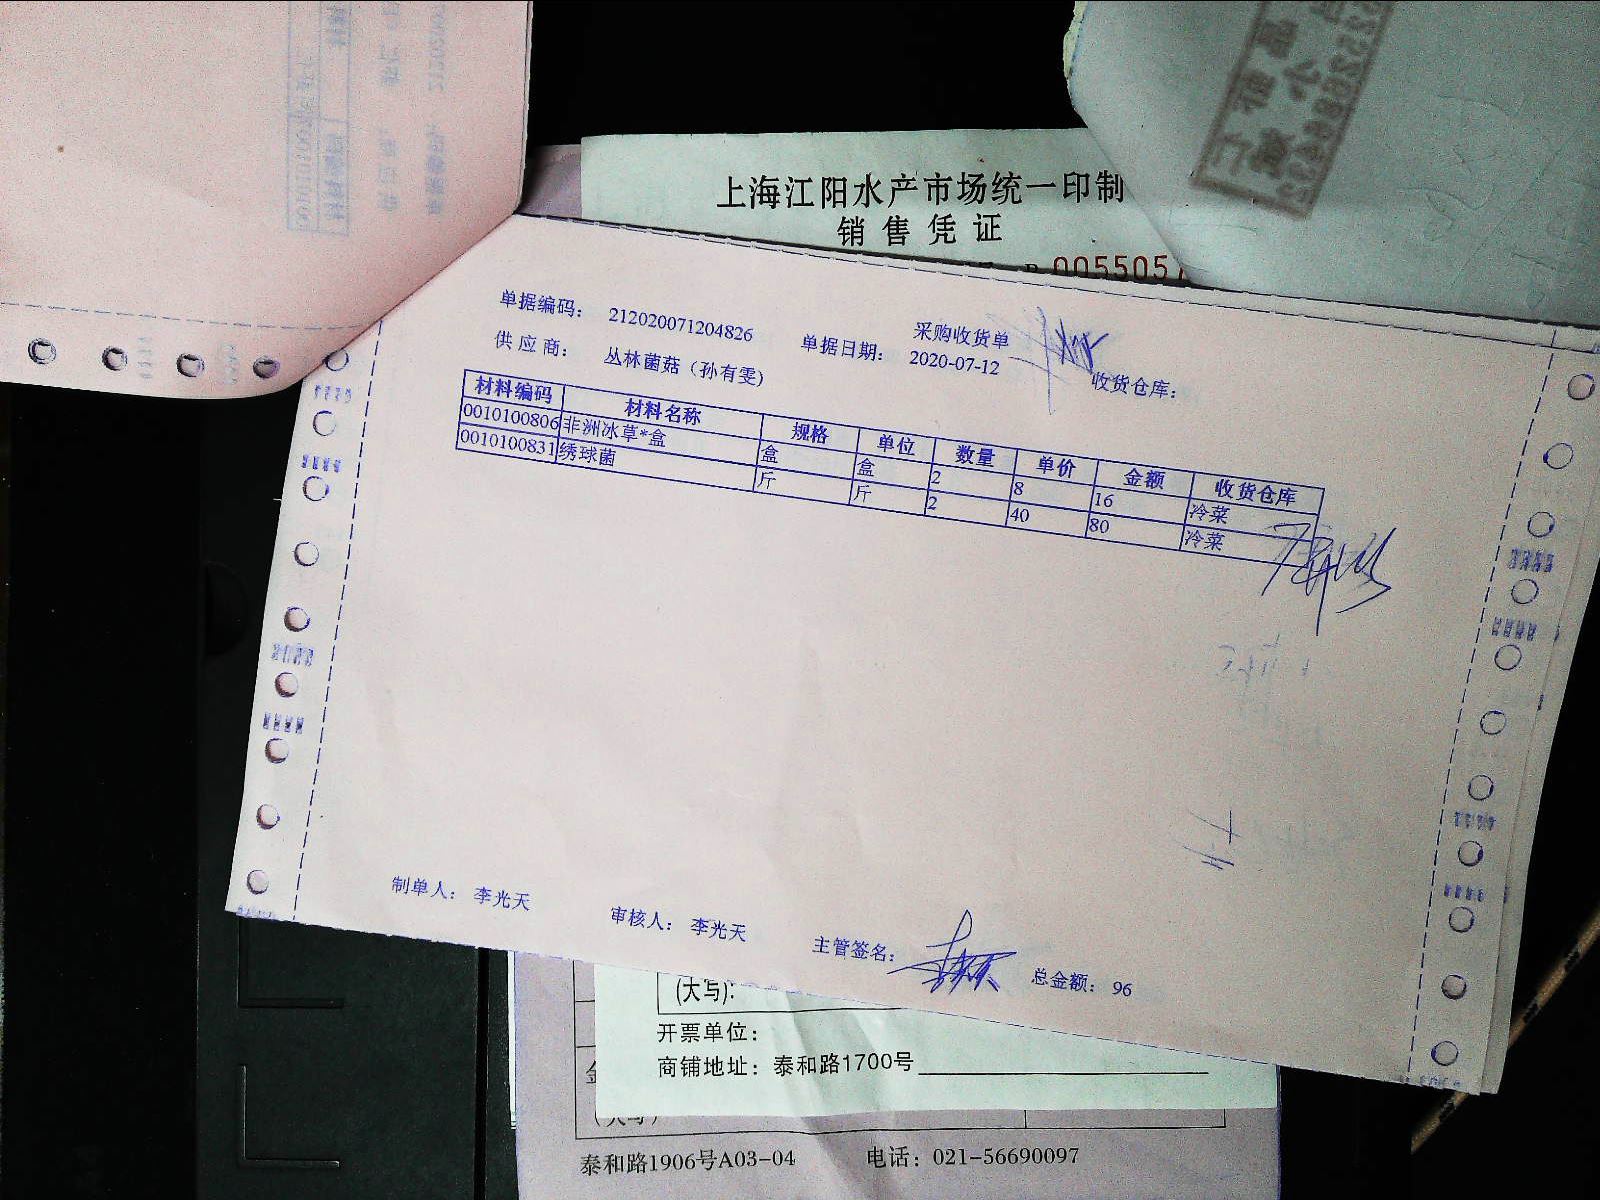 上海江阳水产市场统一印制
销售凭证
005505
采购收货单
单据编码： 212020071204826 单据日期： 2020-07-12 收货仓库：
供应商： 丛林菌菇（孙有雯）
材料编码 材料名称 规格 单位 数量 单价 金额 收货仓库
0010100806 非洲冰草*盒 盒 盒 2 8 16 冷菜
0010100831 绣球菌 斤 斤 2 40 80 冷菜
制单人： 李光天 审核人： 李光天 主管签名： 总金额： 96
(大写):
开票单位：
商铺地址：泰和路1700号
(大写)
泰和路1906号A03-04 电话：021-56690097